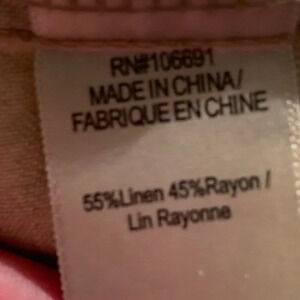 RN#106691
MADE IN CHINA/
FABRIQUE EN CHINE
55%Linen 45%Rayon /
Lin Rayonne